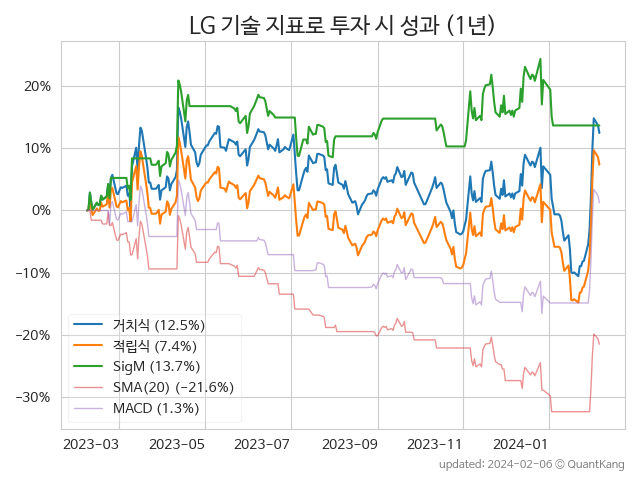 LG 기술 지표로 투자 시 성과 (1년)
20%
10%
0%
−10%
−20%
−30%
거치식 (12.5%)
적립식 (7.4%)
SigM (13.7%)
SMA(20) (−21.6%)
MACD (1.3%)
2023−03 2023−05 2023−07 2023−09 2023−11 2024−01
updated: 2024-02-06 © QuantKang